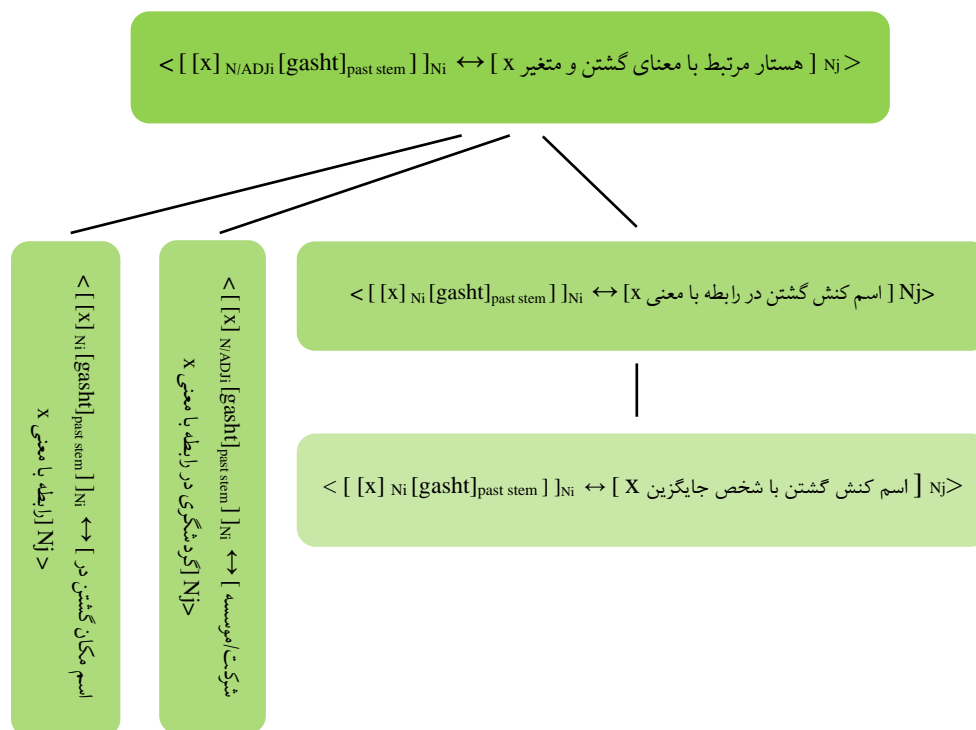 < [ [x] N/ADJi [gasht]past stem ] ]Ni ↔ [ هستار مرتبط با معنای گشتن و متغیر x ] Nj >
< [ [x] Ni [gasht]past stem ] ]Ni ↔ [ اسم کنش گشتن در رابطه با معنی x] Nj>
< [ [x] Ni [gasht]past stem ] ]Ni ↔ [ اسم کنش گشتن با شخص جایگزین x ] Nj>
< [ [x] N/ADJi [gasht]past stem ] ]Ni ↔ [ شرکت/موسسه
گردشگری در رابطه با معنی x] Nj>
< [ [x] Ni [gasht]past stem ] ]Ni ↔ [ اسم مکان گشتن در
رابطه با معنی x] Nj >